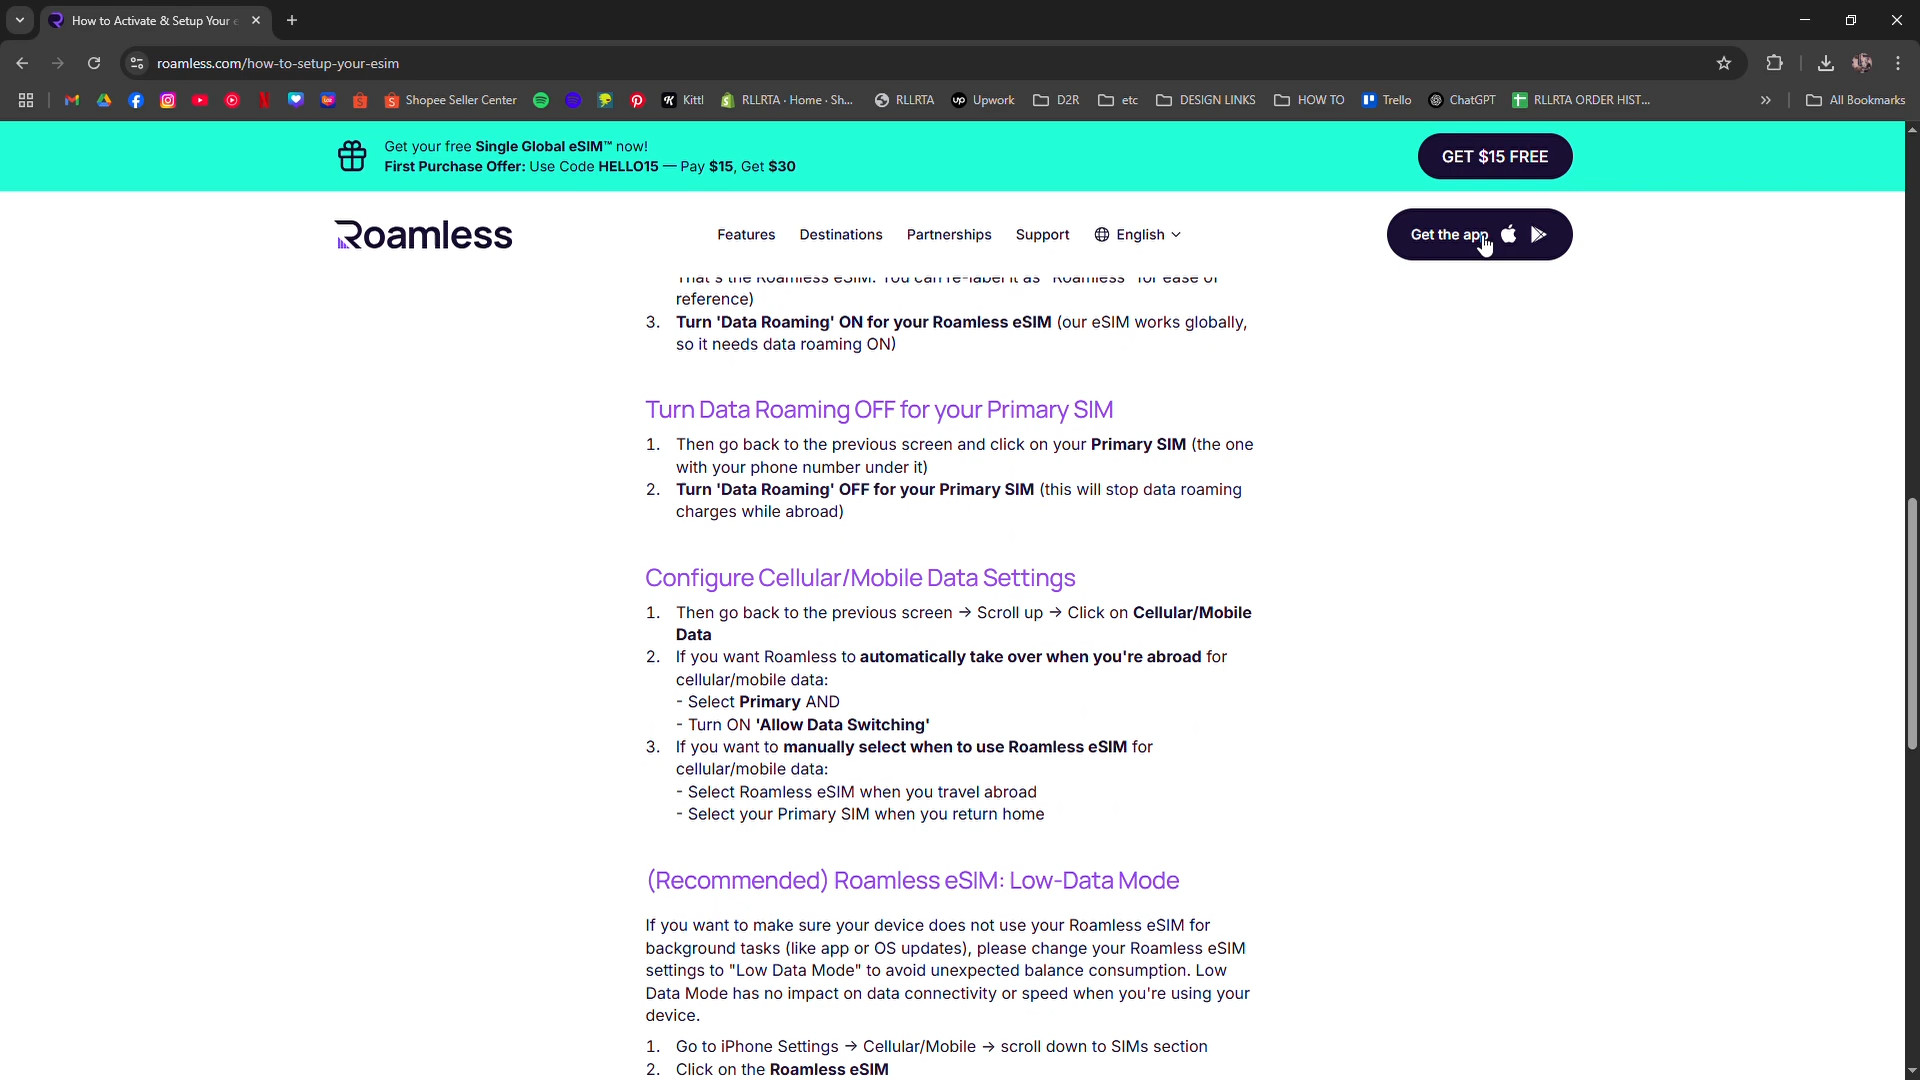 How to Activate & Setup Your e
roamless.com/how-to-setup-your-esim
Shopee Seller Center
Kittl
RLLRTA - Home - Sh...
RLLRTA
Upwork
D2R
etc
DESIGN LINKS
HOW TO
Trello
ChatGPT
RLLRTA ORDER HIST...
All Bookmarks
Get your free Single Global eSIM™ now!
First Purchase Offer: Use Code HELLO15 — Pay $15, Get $30
GET $15 FREE
Roamless
Features
Destinations
Partnerships
Support
English
Get the app
That's the Roamless eSIM. You can re-label it as "Roamless" for ease of
reference)
3. Turn 'Data Roaming' ON for your Roamless eSIM (our eSIM works globally,
so it needs data roaming ON)
Turn Data Roaming OFF for your Primary SIM
1. Then go back to the previous screen and click on your Primary SIM (the one
with your phone number under it)
2. Turn 'Data Roaming' OFF for your Primary SIM (this will stop data roaming
charges while abroad)
Configure Cellular/Mobile Data Settings
1. Then go back to the previous screen → Scroll up → Click on Cellular/Mobile
Data
2. If you want Roamless to automatically take over when you're abroad for
cellular/mobile data:
- Select Primary AND
- Turn ON 'Allow Data Switching'
3. If you want to manually select when to use Roamless eSIM for
cellular/mobile data:
- Select Roamless eSIM when you travel abroad
- Select your Primary SIM when you return home
(Recommended) Roamless eSIM: Low-Data Mode
If you want to make sure your device does not use your Roamless eSIM for
background tasks (like app or OS updates), please change your Roamless eSIM
settings to "Low Data Mode" to avoid unexpected balance consumption. Low
Data Mode has no impact on data connectivity or speed when you're using your
device.
1. Go to iPhone Settings → Cellular/Mobile → scroll down to SIMs section
2. Click on the Roamless eSIM